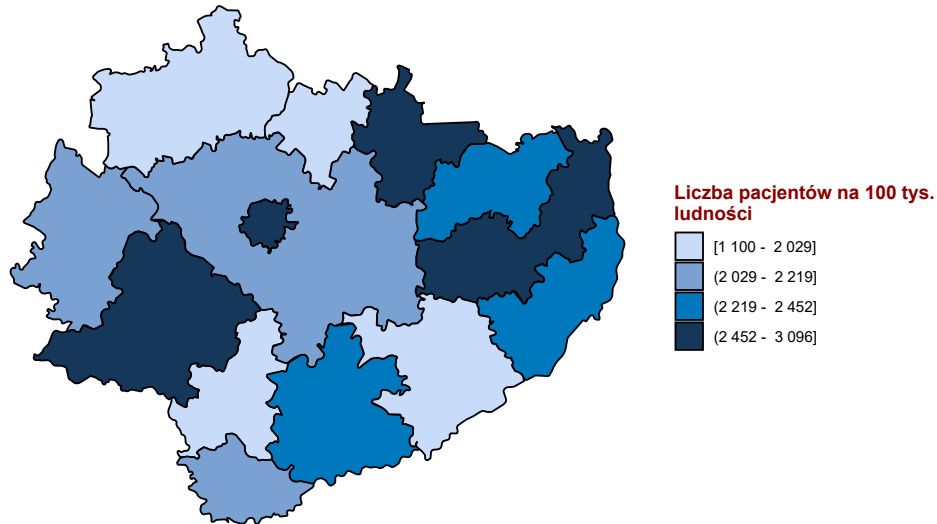 Liczba pacjentów na 100 tys.
ludności
[1 100 - 2 029]
(2 029 - 2 219]
(2 219 - 2 452]
(2 452 - 3 096]